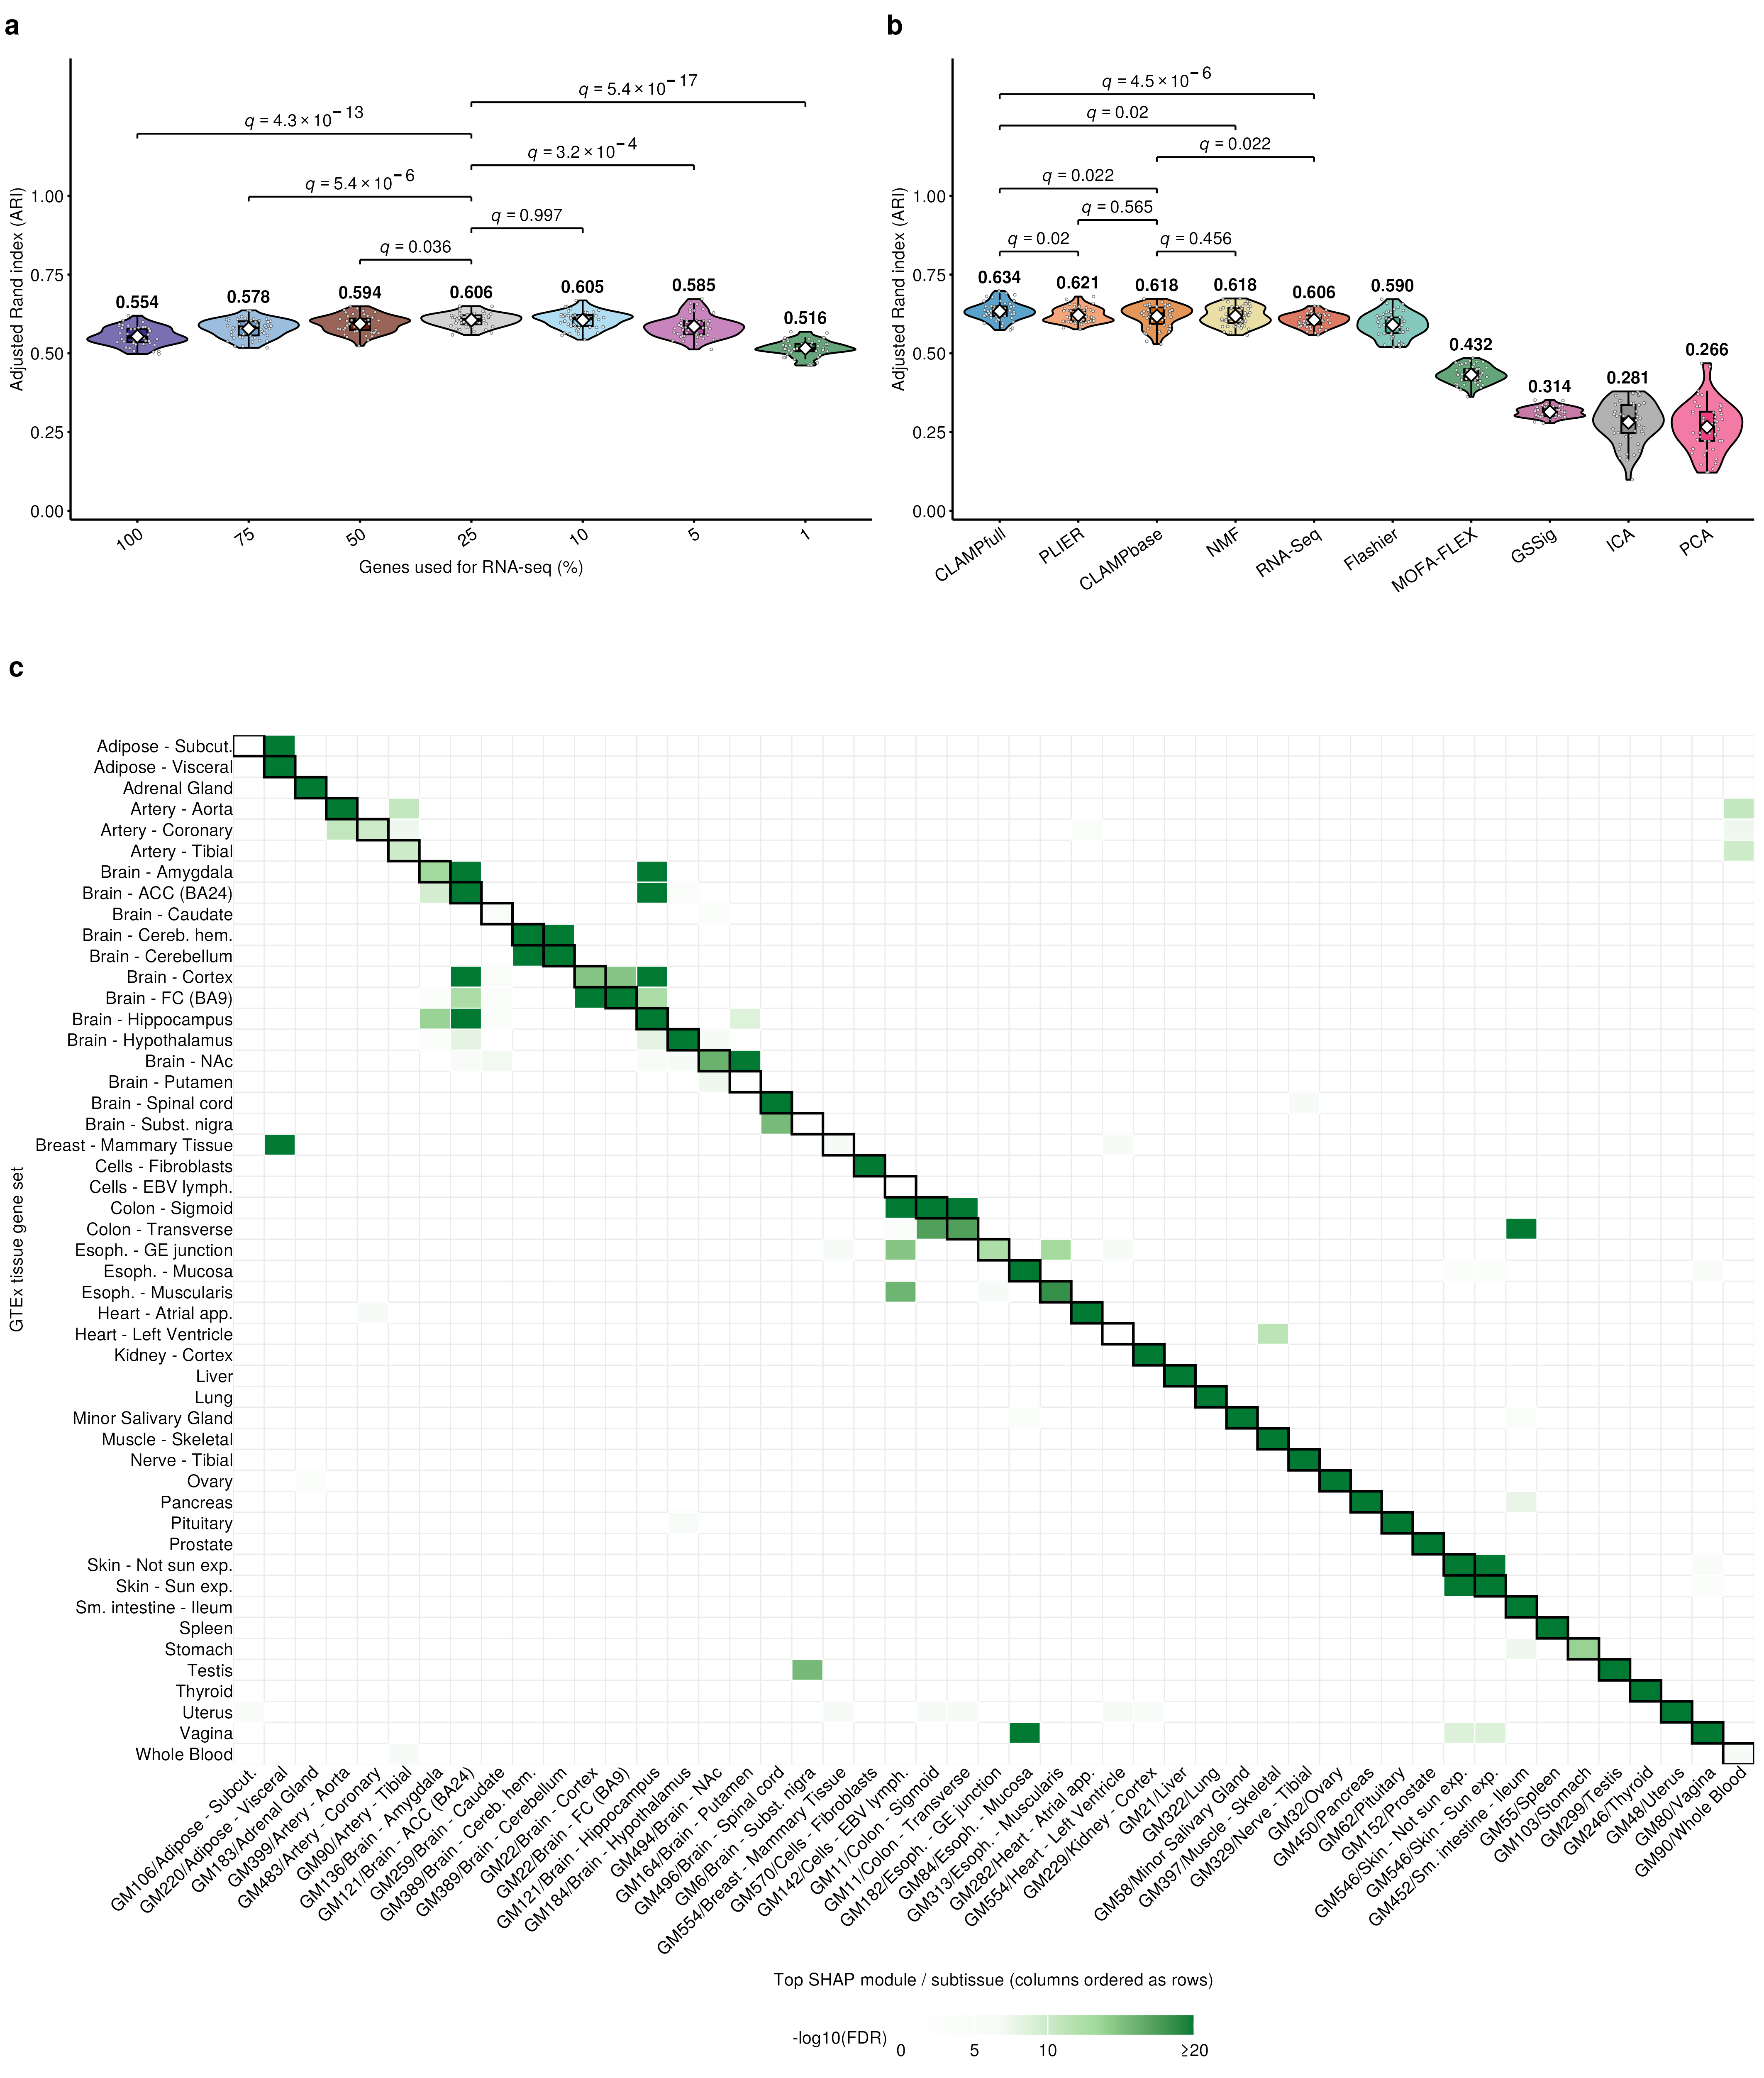 a
Adjusted Rand index (ARI)
1.00
0.75
0.50
0.25
0.00
q = 5.4 × 10⁻¹⁷
q = 4.3 × 10⁻¹³
q = 3.2 × 10⁻⁴
q = 5.4 × 10⁻⁶
q = 0.997
q = 0.036
0.554
0.578
0.594
0.606
0.605
0.585
0.516
100
75
50
25
10
5
1
Genes used for RNA-seq (%)
b
Adjusted Rand index (ARI)
1.00
0.75
0.50
0.25
0.00
q = 4.5 × 10⁻⁶
q = 0.02
q = 0.022
q = 0.022
q = 0.565
q = 0.02
q = 0.456
0.634
0.621
0.618
0.618
0.606
0.590
0.432
0.314
0.281
0.266
CLAMPfull
PLIER
CLAMPbase
NMF
RNA-Seq
Flashier
MOFA-FLEX
GSSig
ICA
PCA
c
GTEx tissue gene set
Adipose - Subcut.
Adipose - Visceral
Adrenal Gland
Artery - Aorta
Artery - Coronary
Artery - Tibial
Brain - Amygdala
Brain - ACC (BA24)
Brain - Caudate
Brain - Cereb. hem.
Brain - Cerebellum
Brain - Cortex
Brain - FC (BA9)
Brain - Hippocampus
Brain - Hypothalamus
Brain - NAc
Brain - Putamen
Brain - Spinal cord
Brain - Subst. nigra
Breast - Mammary Tissue
Cells - Fibroblasts
Cells - EBV lymph.
Colon - Sigmoid
Colon - Transverse
Esoph. - GE junction
Esoph. - Mucosa
Esoph. - Muscularis
Heart - Atrial app.
Heart - Left Ventricle
Kidney - Cortex
Liver
Lung
Minor Salivary Gland
Muscle - Skeletal
Nerve - Tibial
Ovary
Pancreas
Pituitary
Prostate
Skin - Not sun exp.
Skin - Sun exp.
Sm. intestine - Ileum
Spleen
Stomach
Testis
Thyroid
Uterus
Vagina
Whole Blood
GM106/Adipose - Subcut.
GM220/Adipose - Visceral
GM183/Adrenal Gland
GM399/Artery - Aorta
GM483/Artery - Coronary
GM90/Artery - Tibial
GM136/Brain - Amygdala
GM121/Brain - ACC (BA24)
GM259/Brain - Caudate
GM389/Brain - Cereb. hem.
GM389/Brain - Cerebellum
GM22/Brain - Cortex
GM22/Brain - FC (BA9)
GM121/Brain - Hippocampus
GM184/Brain - Hypothalamus
GM494/Brain - NAc
GM164/Brain - Putamen
GM496/Brain - Spinal cord
GM6/Brain - Subst. nigra
GM554/Breast - Mammary Tissue
GM570/Cells - Fibroblasts
GM142/Cells - EBV lymph.
GM11/Colon - Sigmoid
GM11/Colon - Transverse
GM182/Esoph. - GE junction
GM84/Esoph. - Mucosa
GM313/Esoph. - Muscularis
GM282/Heart - Atrial app.
GM554/Heart - Left Ventricle
GM229/Kidney - Cortex
GM21/Liver
GM322/Lung
GM58/Minor Salivary Gland
GM397/Muscle - Skeletal
GM329/Nerve - Tibial
GM32/Ovary
GM450/Pancreas
GM62/Pituitary
GM152/Prostate
GM546/Skin - Not sun exp.
GM546/Skin - Sun exp.
GM452/Sm. intestine - Ileum
GM55/Spleen
GM103/Stomach
GM299/Testis
GM246/Thyroid
GM448/Uterus
GM80/Vagina
GM90/Whole Blood
Top SHAP module / subtissue (columns ordered as rows)
-log10(FDR)
0
5
10
≥20